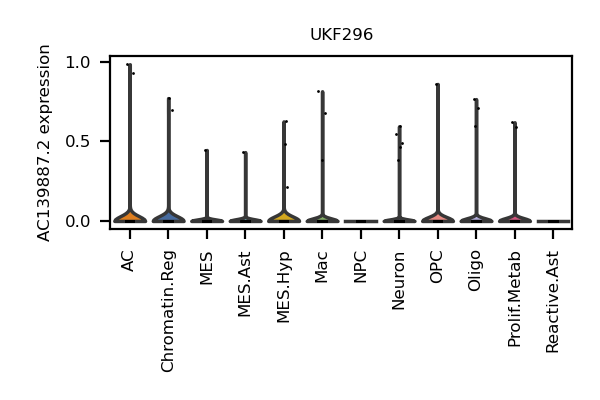 UKF296
AC139887.2 expression
1.0
0.5
0.0
AC
Chromatin.Reg
MES
MES.Ast
MES.Hyp
Mac
NPC
Neuron
OPC
Oligo
Prolif.Metab
Reactive.Ast